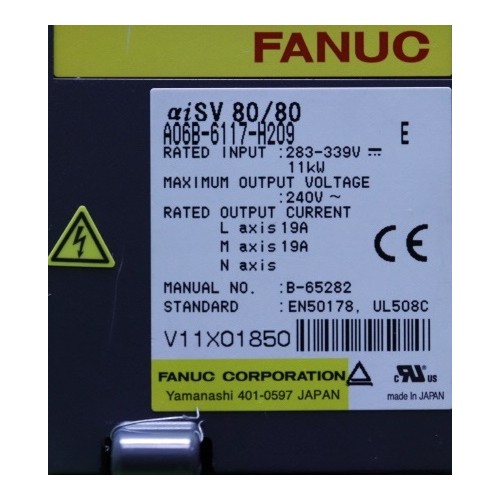 FANUC
αiSV 80/80
A06B-6117-H209 E
RATED INPUT :283-339V ⎓
11kW
MAXIMUM OUTPUT VOLTAGE
:240V ~
RATED OUTPUT CURRENT
L axis 19A
M axis 19A
N axis
MANUAL NO. :B-65282
STANDARD :EN50178, UL508C
CE
V11X01850
FANUC CORPORATION
Yamanashi 401-0597 JAPAN
c RU US
made in JAPAN